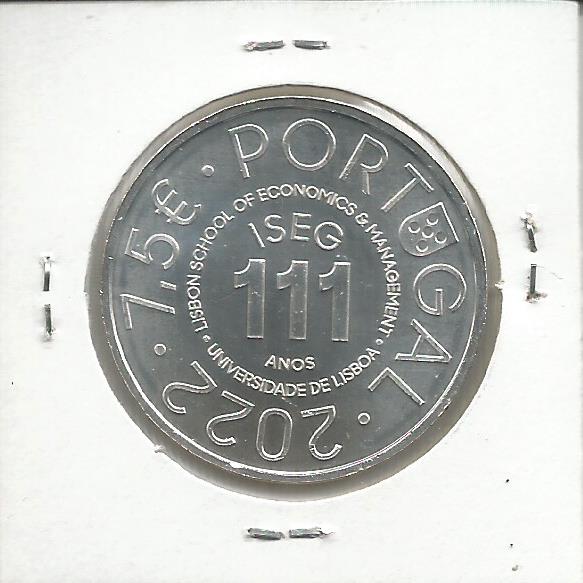 PORTUGAL
7,5€ · 2022 ·
LISBON SCHOOL OF ECONOMICS & MANAGEMENT
ISEG
111
ANOS
UNIVERSIDADE DE LISBOA